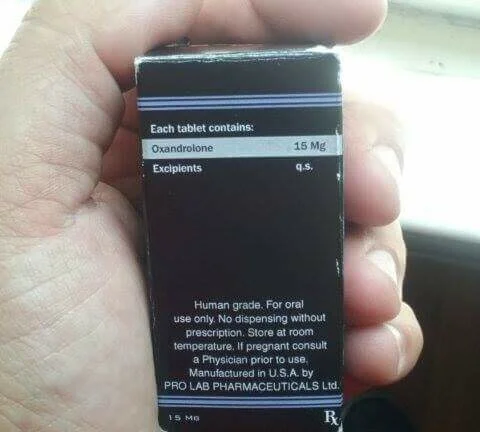 Each tablet contains:
Oxandrolone 15 Mg
Excipients q.s.
Human grade. For oral
use only. No dispensing without
prescription. Store at room
temperature. If pregnant consult
a Physician prior to use.
Manufactured in U.S.A. by
PRO LAB PHARMACEUTICALS Ltd.
15 MG Rx